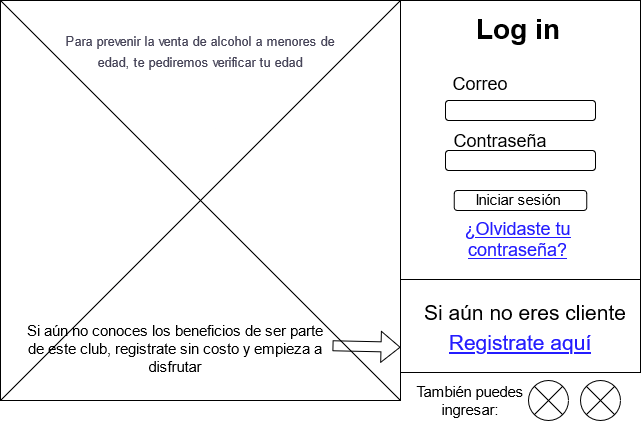 Para prevenir la venta de alcohol a menores de
edad, te pediremos verificar tu edad
Si aún no conoces los beneficios de ser parte
de este club, registrate sin costo y empieza a
disfrutar
Log in
Correo
Contraseña
Iniciar sesión
¿Olvidaste tu
contraseña?
Si aún no eres cliente
Registrate aquí
También puedes
ingresar: